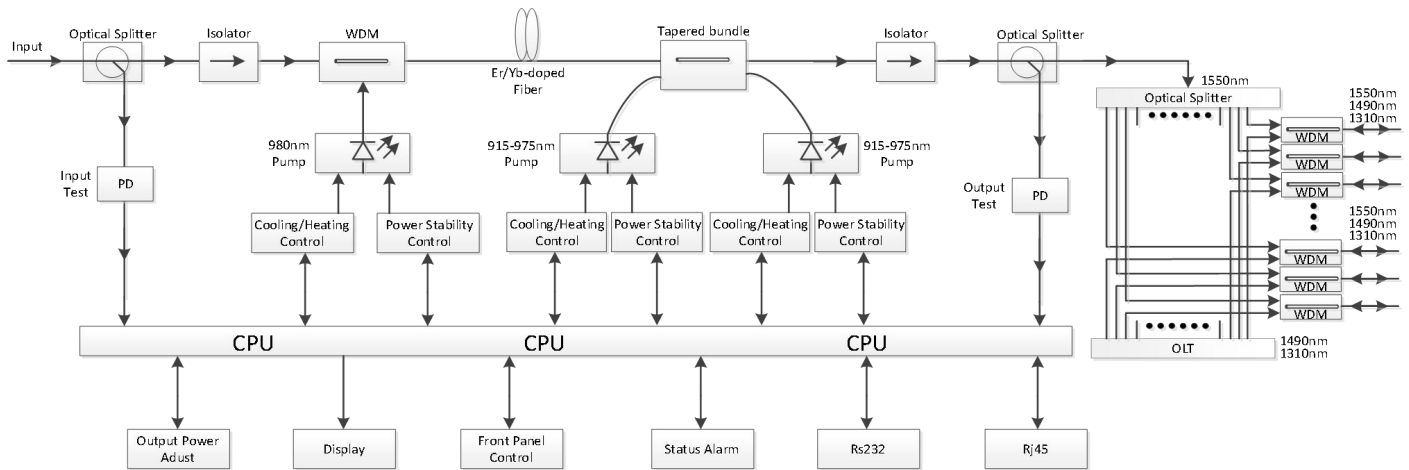 Input
Optical Splitter
Isolator
WDM
Er/Yb-doped
Fiber
Tapered bundle
Isolator
Optical Splitter
1550nm
Optical Splitter
1550nm
1490nm
1310nm
WDM
WDM
WDM
1550nm
1490nm
1310nm
WDM
WDM
WDM
OLT
1490nm
1310nm
980nm
Pump
915-975nm
Pump
915-975nm
Pump
Input
Test
PD
Output
Test
PD
Cooling/Heating
Control
Power Stability
Control
Cooling/Heating
Control
Power Stability
Control
Cooling/Heating
Control
Power Stability
Control
CPU
CPU
CPU
Output Power
Adust
Display
Front Panel
Control
Status Alarm
Rs232
Rj45